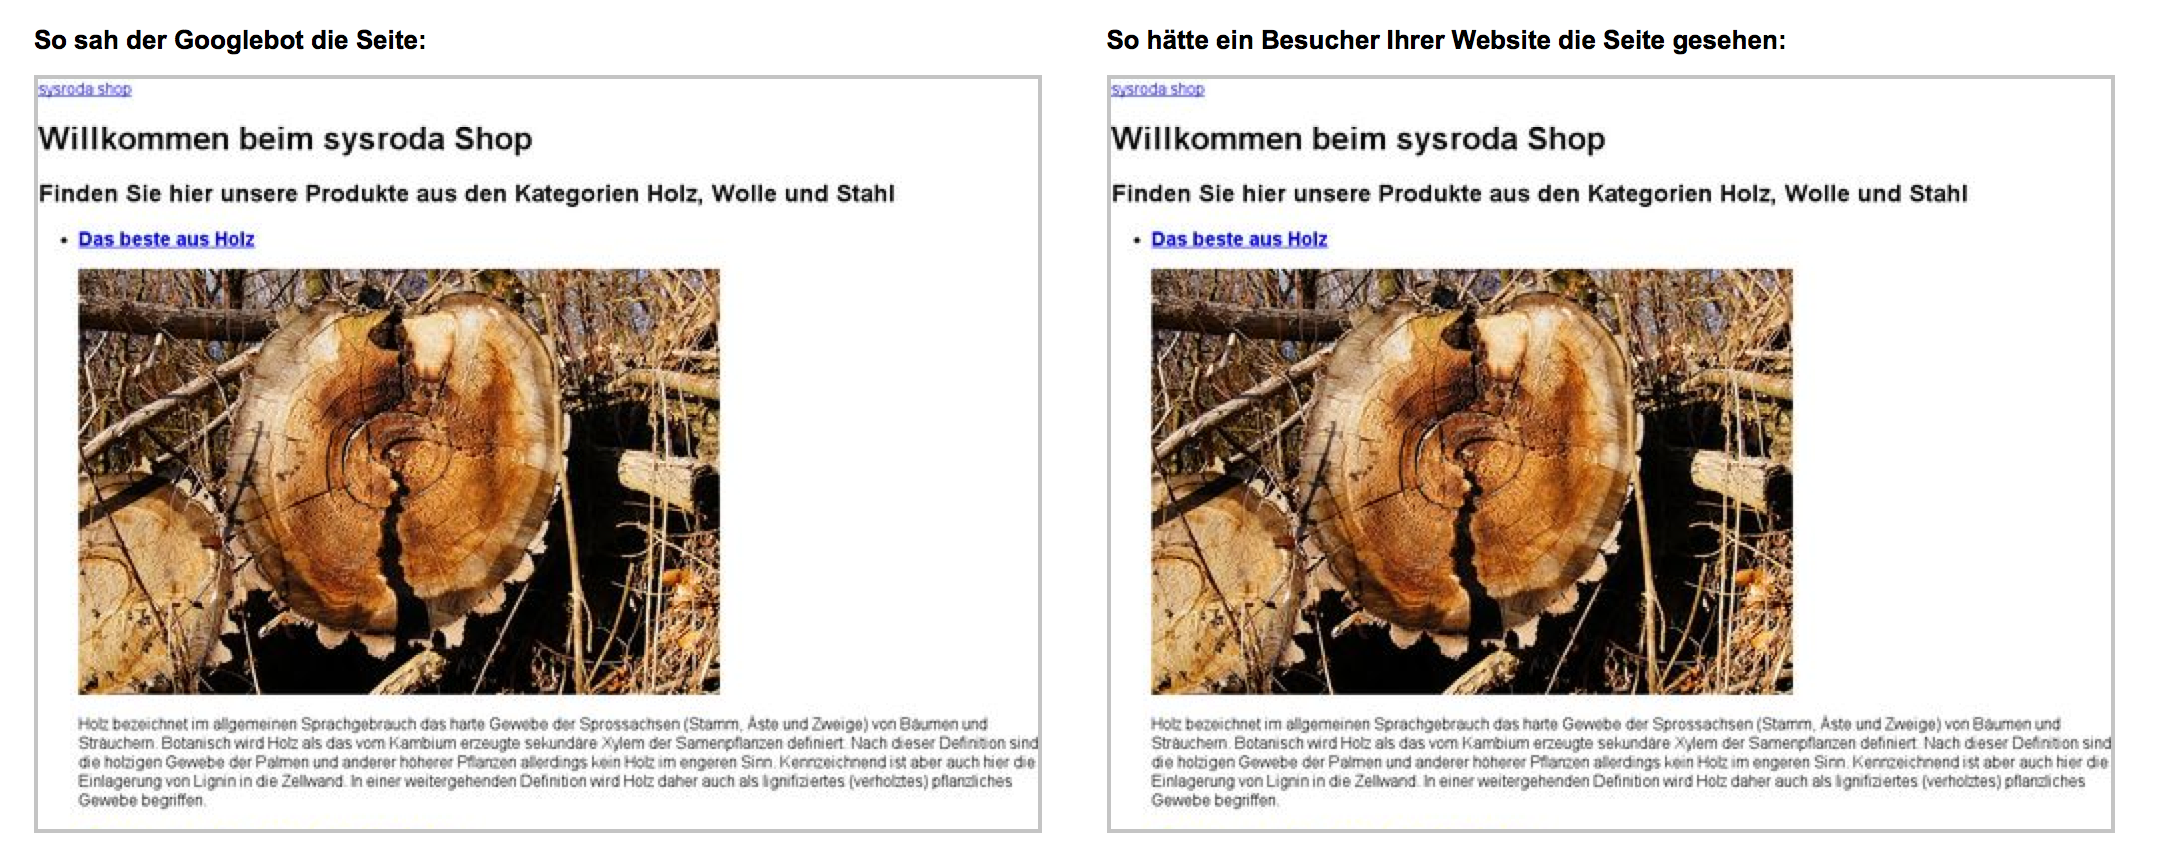 So sah der Googlebot die Seite:
sysroda shop
Willkommen beim sysroda Shop
Finden Sie hier unsere Produkte aus den Kategorien Holz, Wolle und Stahl
• Das beste aus Holz
Holz bezeichnet im allgemeinen Sprachgebrauch das harte Gewebe der Sprossachsen (Stamm, Äste und Zweige) von Bäumen und
Sträuchern. Botanisch wird Holz als das vom Kambium erzeugte sekundäre Xylem der Samenpflanzen definiert. Nach dieser Definition sind
die holzigen Gewebe der Palmen und anderer höherer Pflanzen allerdings kein Holz im engeren Sinn. Kennzeichnend ist aber auch hier die
Einlagerung von Lignin in die Zellwand. In einer weitergehenden Definition wird Holz daher auch als lignifiziertes (verholztes) pflanzliches
Gewebe begriffen.
So hätte ein Besucher Ihrer Website die Seite gesehen:
sysroda shop
Willkommen beim sysroda Shop
Finden Sie hier unsere Produkte aus den Kategorien Holz, Wolle und Stahl
• Das beste aus Holz
Holz bezeichnet im allgemeinen Sprachgebrauch das harte Gewebe der Sprossachsen (Stamm, Äste und Zweige) von Bäumen und
Sträuchern. Botanisch wird Holz als das vom Kambium erzeugte sekundäre Xylem der Samenpflanzen definiert. Nach dieser Definition sind
die holzigen Gewebe der Palmen und anderer höherer Pflanzen allerdings kein Holz im engeren Sinn. Kennzeichnend ist aber auch hier die
Einlagerung von Lignin in die Zellwand. In einer weitergehenden Definition wird Holz daher auch als lignifiziertes (verholztes) pflanzliches
Gewebe begriffen.